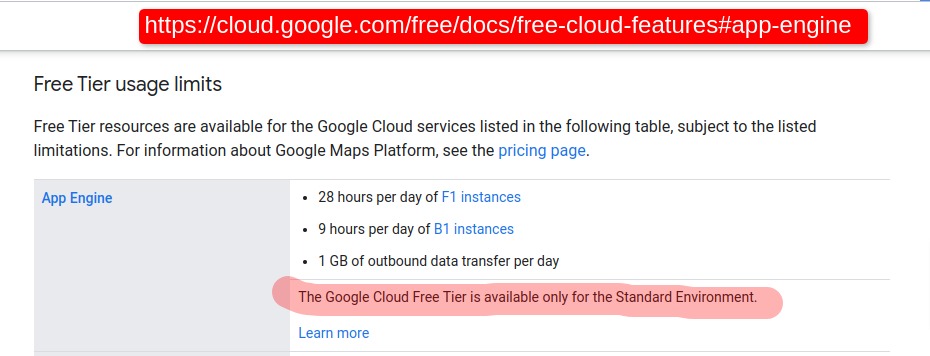 https://cloud.google.com/free/docs/free-cloud-features#app-engine
Free Tier usage limits
Free Tier resources are available for the Google Cloud services listed in the following table, subject to the listed
limitations. For information about Google Maps Platform, see the pricing page.
App Engine
• 28 hours per day of F1 instances
• 9 hours per day of B1 instances
• 1 GB of outbound data transfer per day
The Google Cloud Free Tier is available only for the Standard Environment.
Learn more